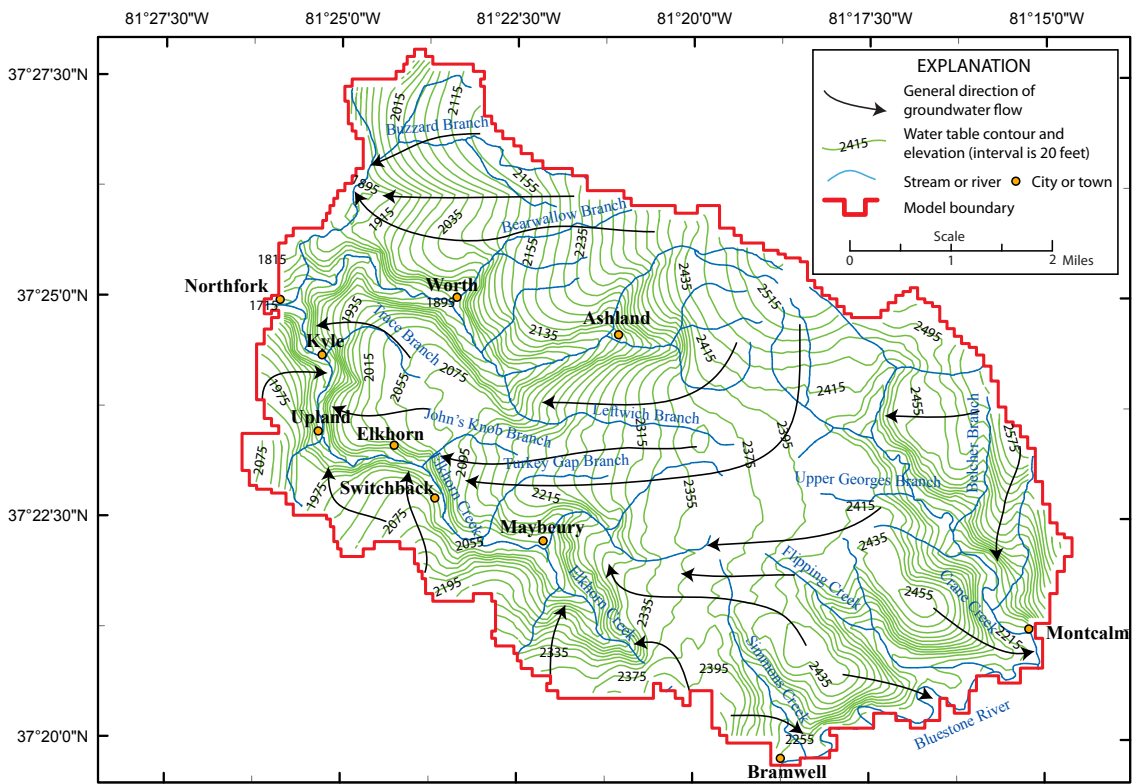 81°27'30"W 81°25'0"W 81°22'30"W 81°20'0"W 81°17'30"W 81°15'0"W
37°27'30"N
37°25'0"N
37°22'30"N
37°20'0"N
EXPLANATION
General direction of
groundwater flow
2415
Water table contour and
elevation (interval is 20 feet)
Stream or river
City or town
Model boundary
Scale
0 1 2 Miles
2015
2115
Buzzard Branch
1895
2155
1915
2035
Bearwallow Branch
2155
2235
1815
Northfork
1715
Worth
1895
2435
2515
1935
Trace Branch
2135
Ashland
2495
Kyle
2015
2055
2075
2415
2415
2455
1975
Leftwich Branch
Upland
John's Knob Branch
2315
2395
2575
Belcher Branch
Elkhorn
2095
Turkey Gap Branch
2375
2075
1975
Switchback
Elkhorn Creek
2215
2355
Upper Georges Branch
2075
Maybeury
2415
2055
2435
2195
Elkhorn Creek
Flipping Creek
2455
Crane Creek
2335
2215
Montcalm
2335
2375
2395
Simmons Creek
2435
2255
Bluestone River
Bramwell